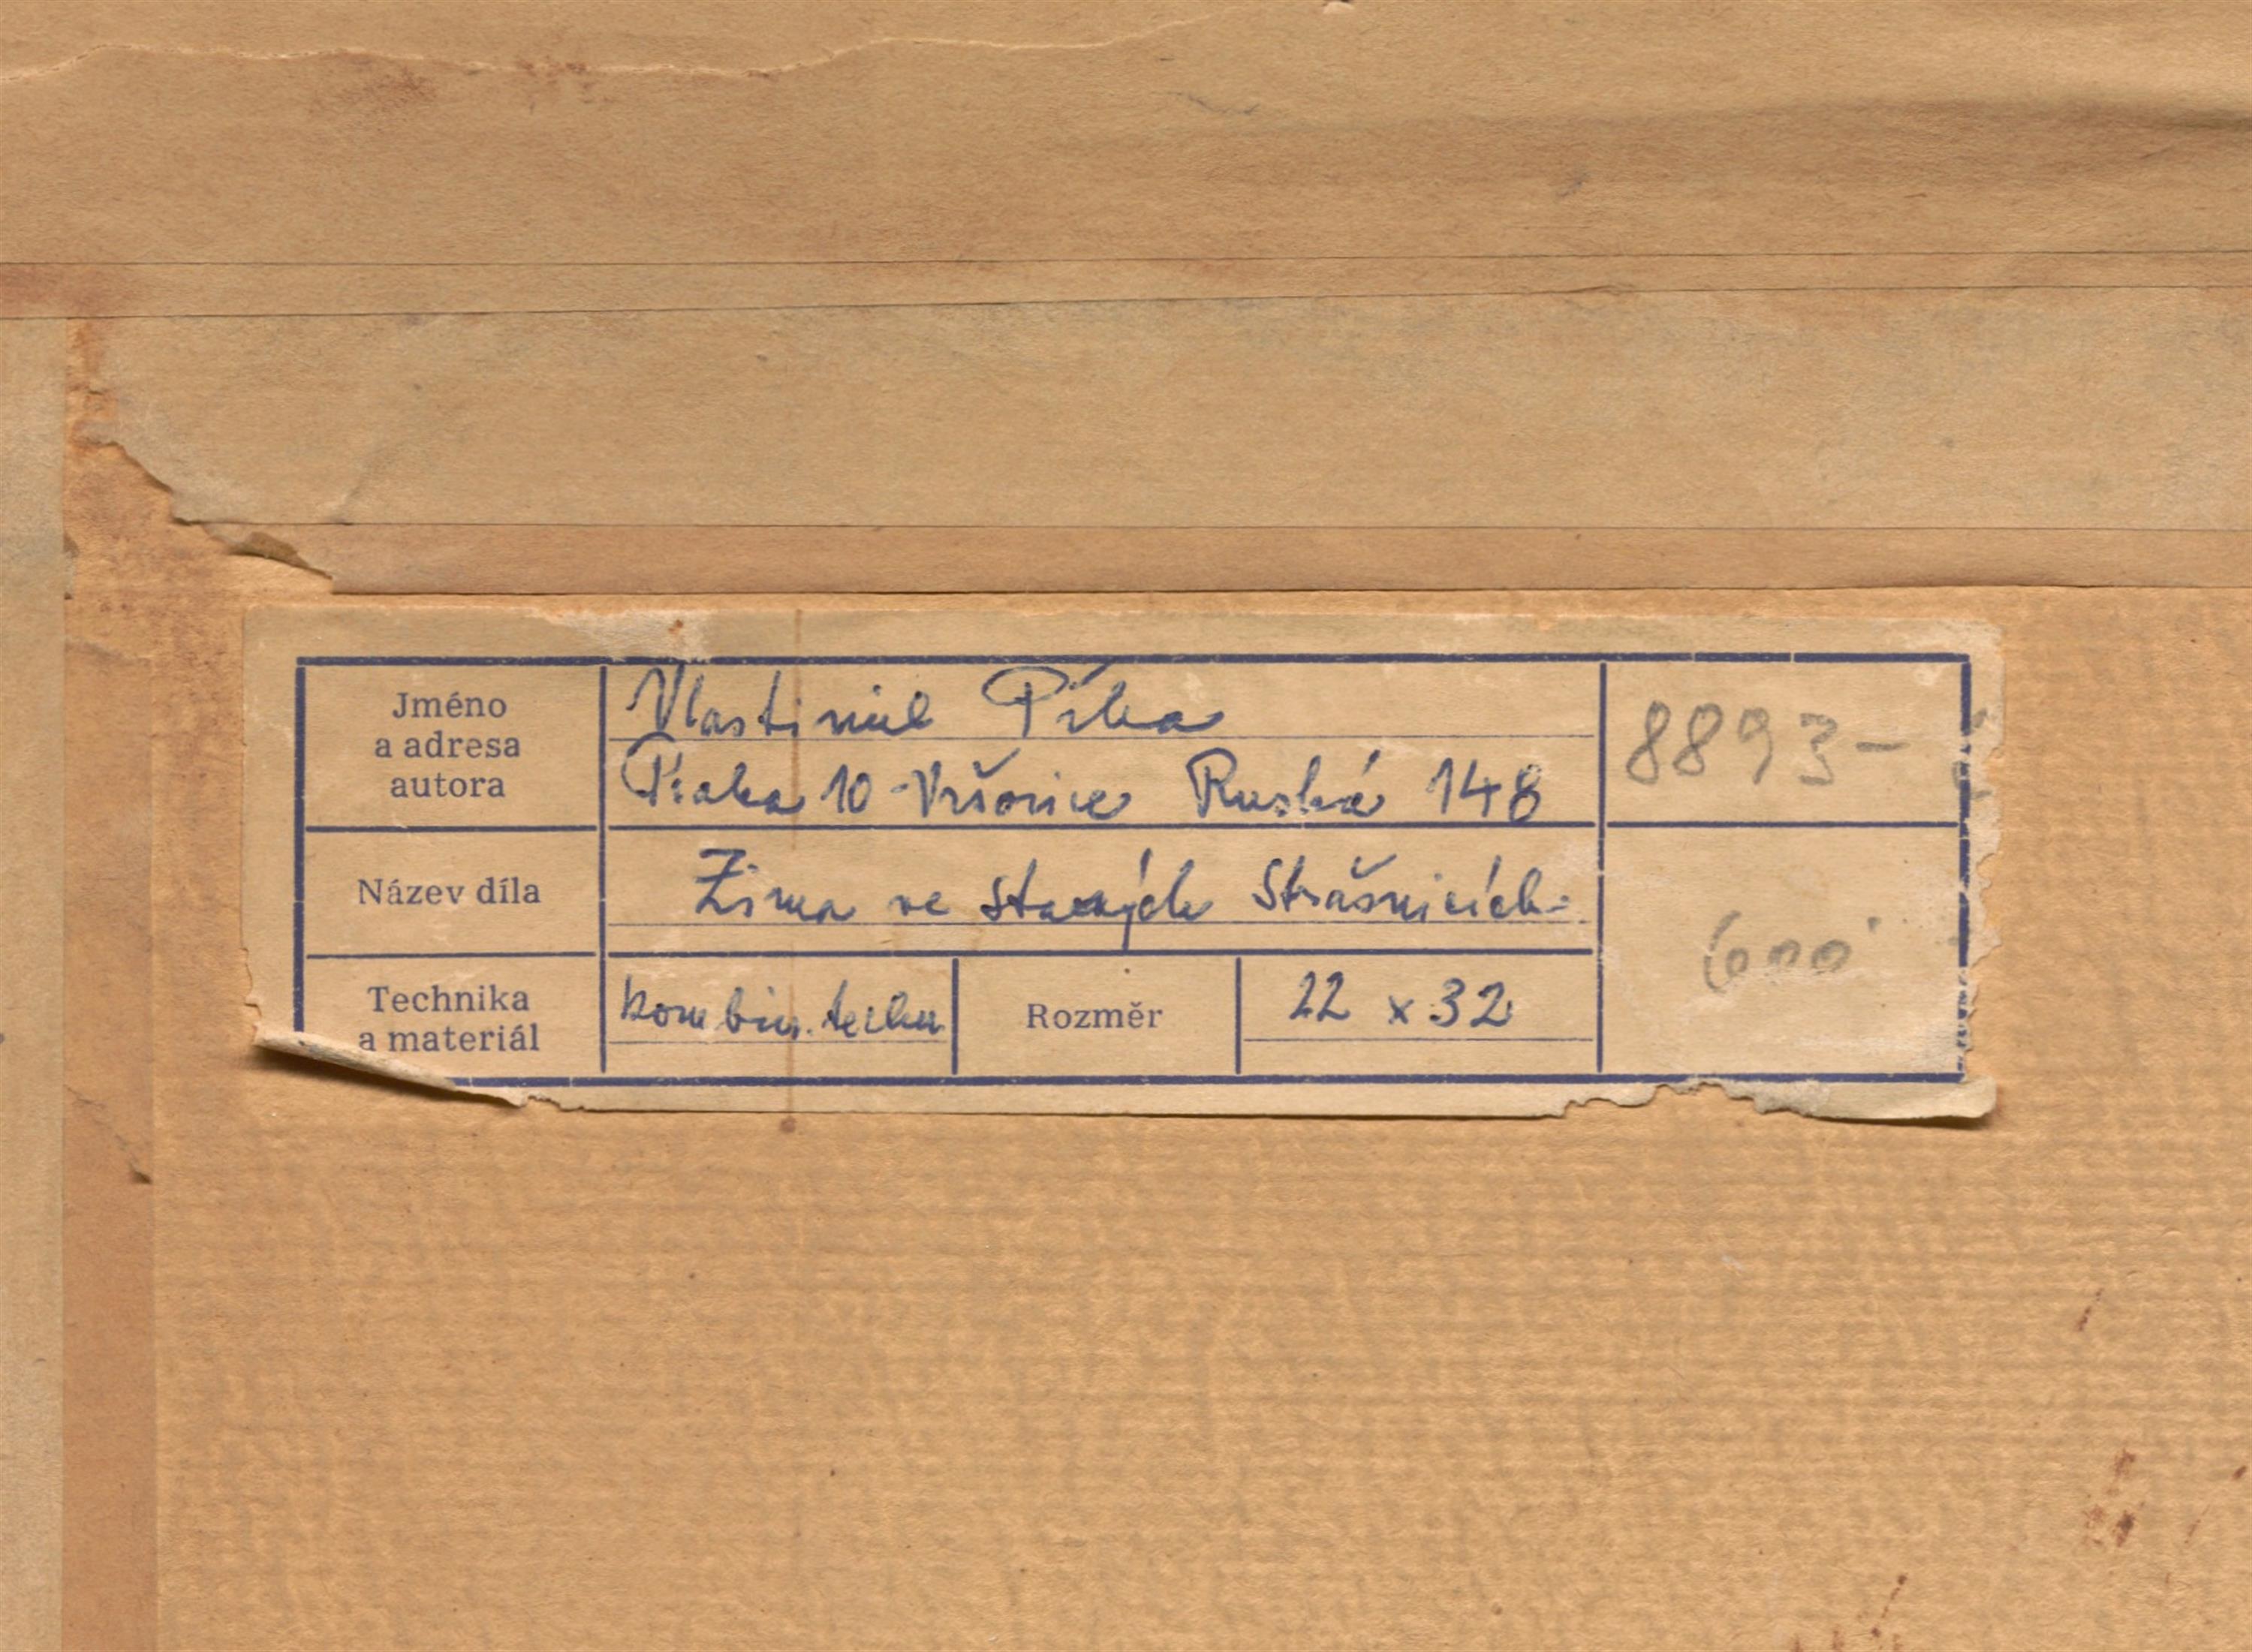 Jméno
a adresa
autora
Vlastimil Píka
Praha 10 - Vršovice Ruská 148
8893-
Název díla
Zima ve starých Strašnicích
600
Technika
a materiál
kombin. techn
Rozměr
22 x 32